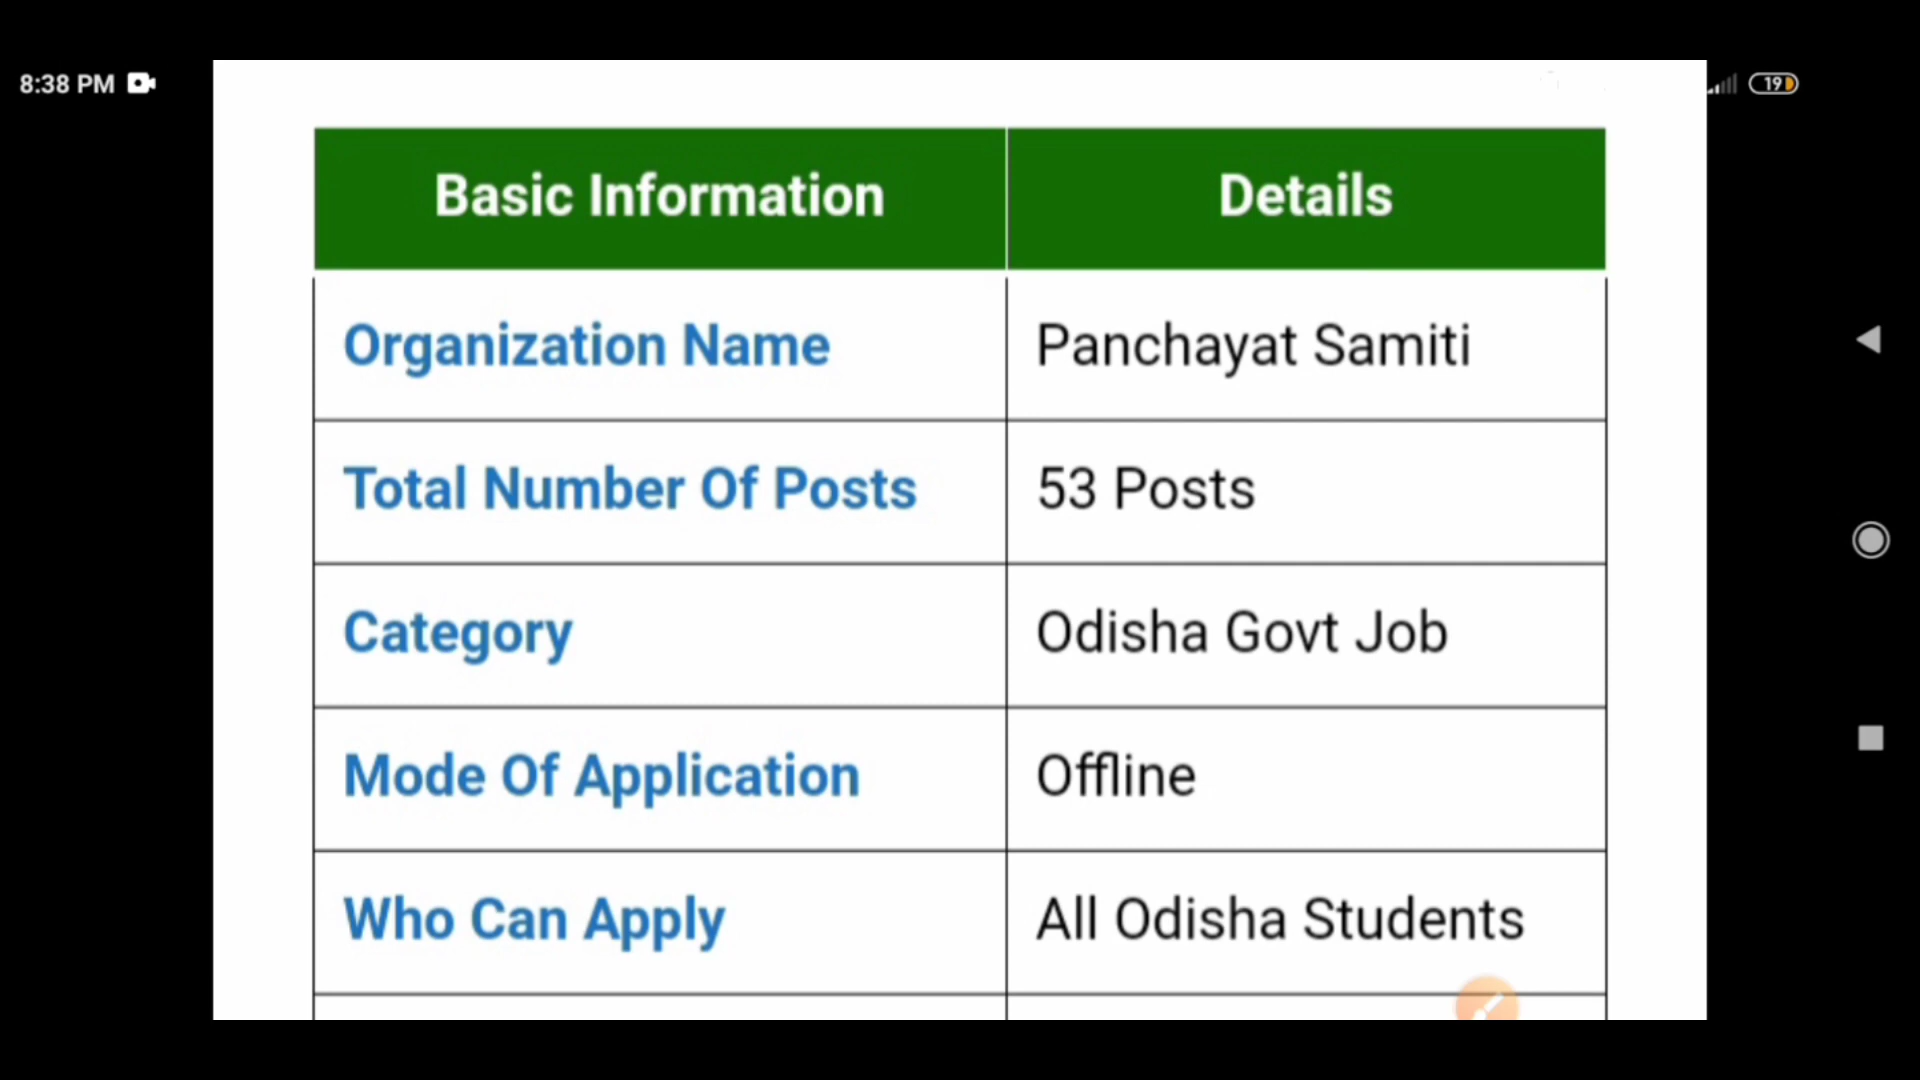 8:38 PM
19
Basic Information Details
Organization Name Panchayat Samiti
Total Number Of Posts 53 Posts
Category Odisha Govt Job
Mode Of Application Offline
Who Can Apply All Odisha Students